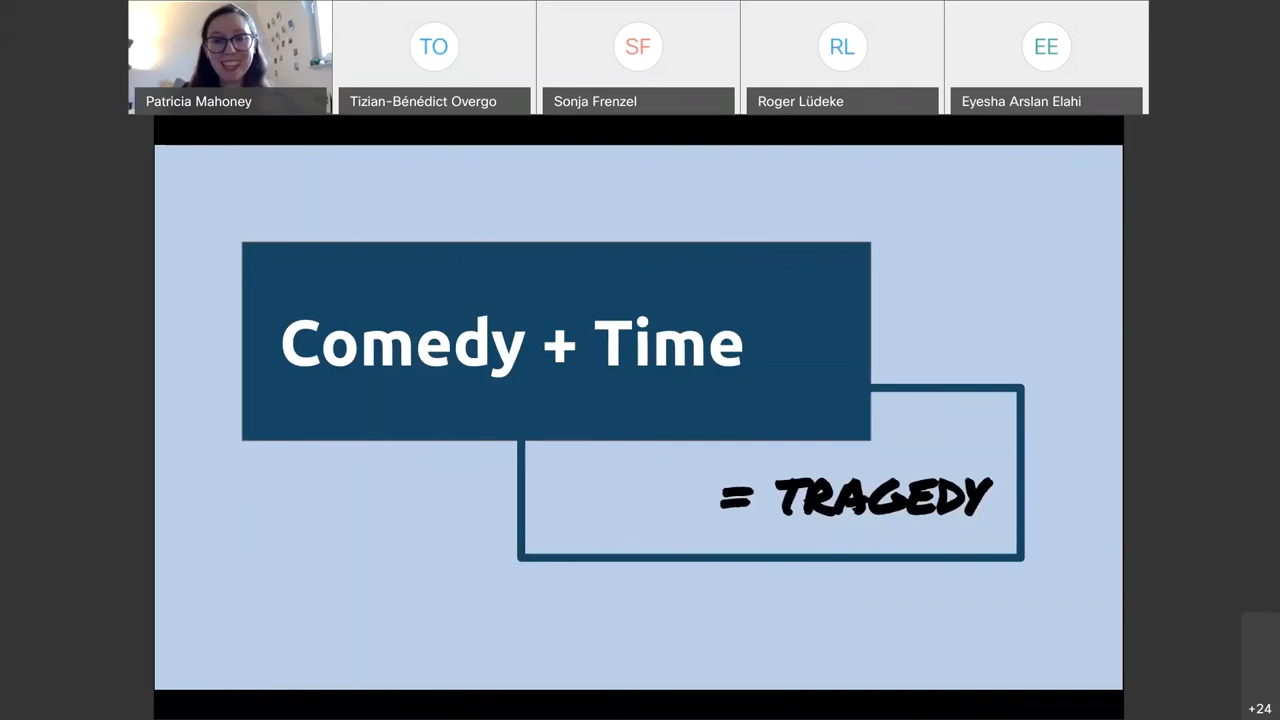 TO
SF
RL
EE
Patricia Mahoney
Tizian-Bénédict Overgo
Sonja Frenzel
Roger Lüdeke
Eyesha Arslan Elahi
Comedy + Time
= TRAGEDY
+24